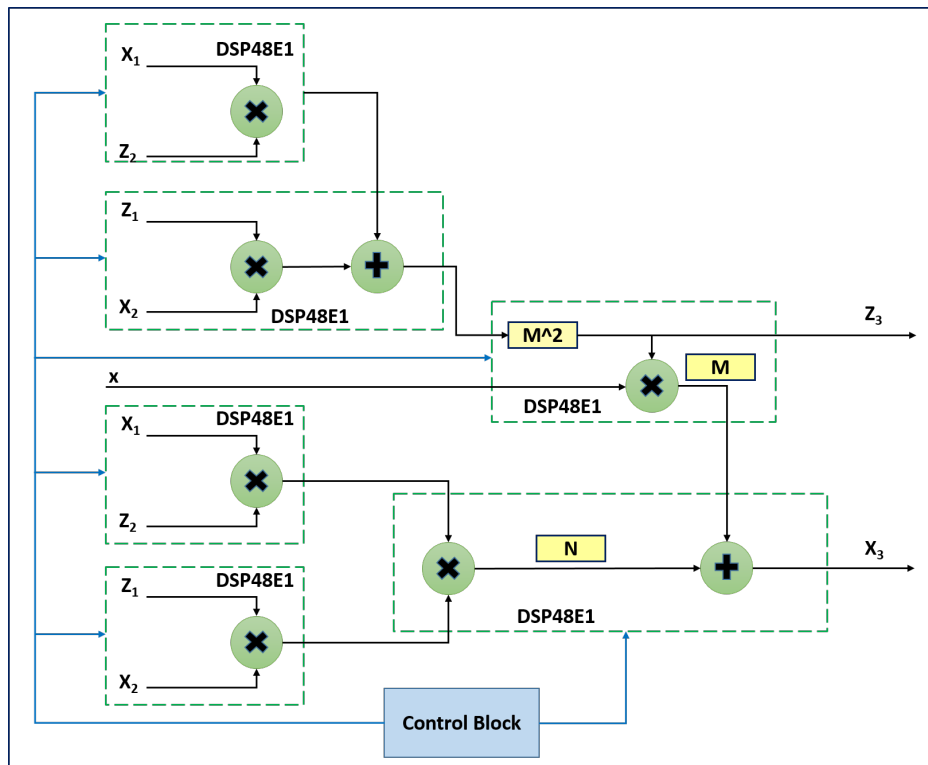 DSP48E1
X₁
Z₂
Z₁
X₂
DSP48E1
M^2
Z₃
M
x
DSP48E1
X₁
DSP48E1
Z₂
N
X₃
Z₁
DSP48E1
DSP48E1
X₂
Control Block